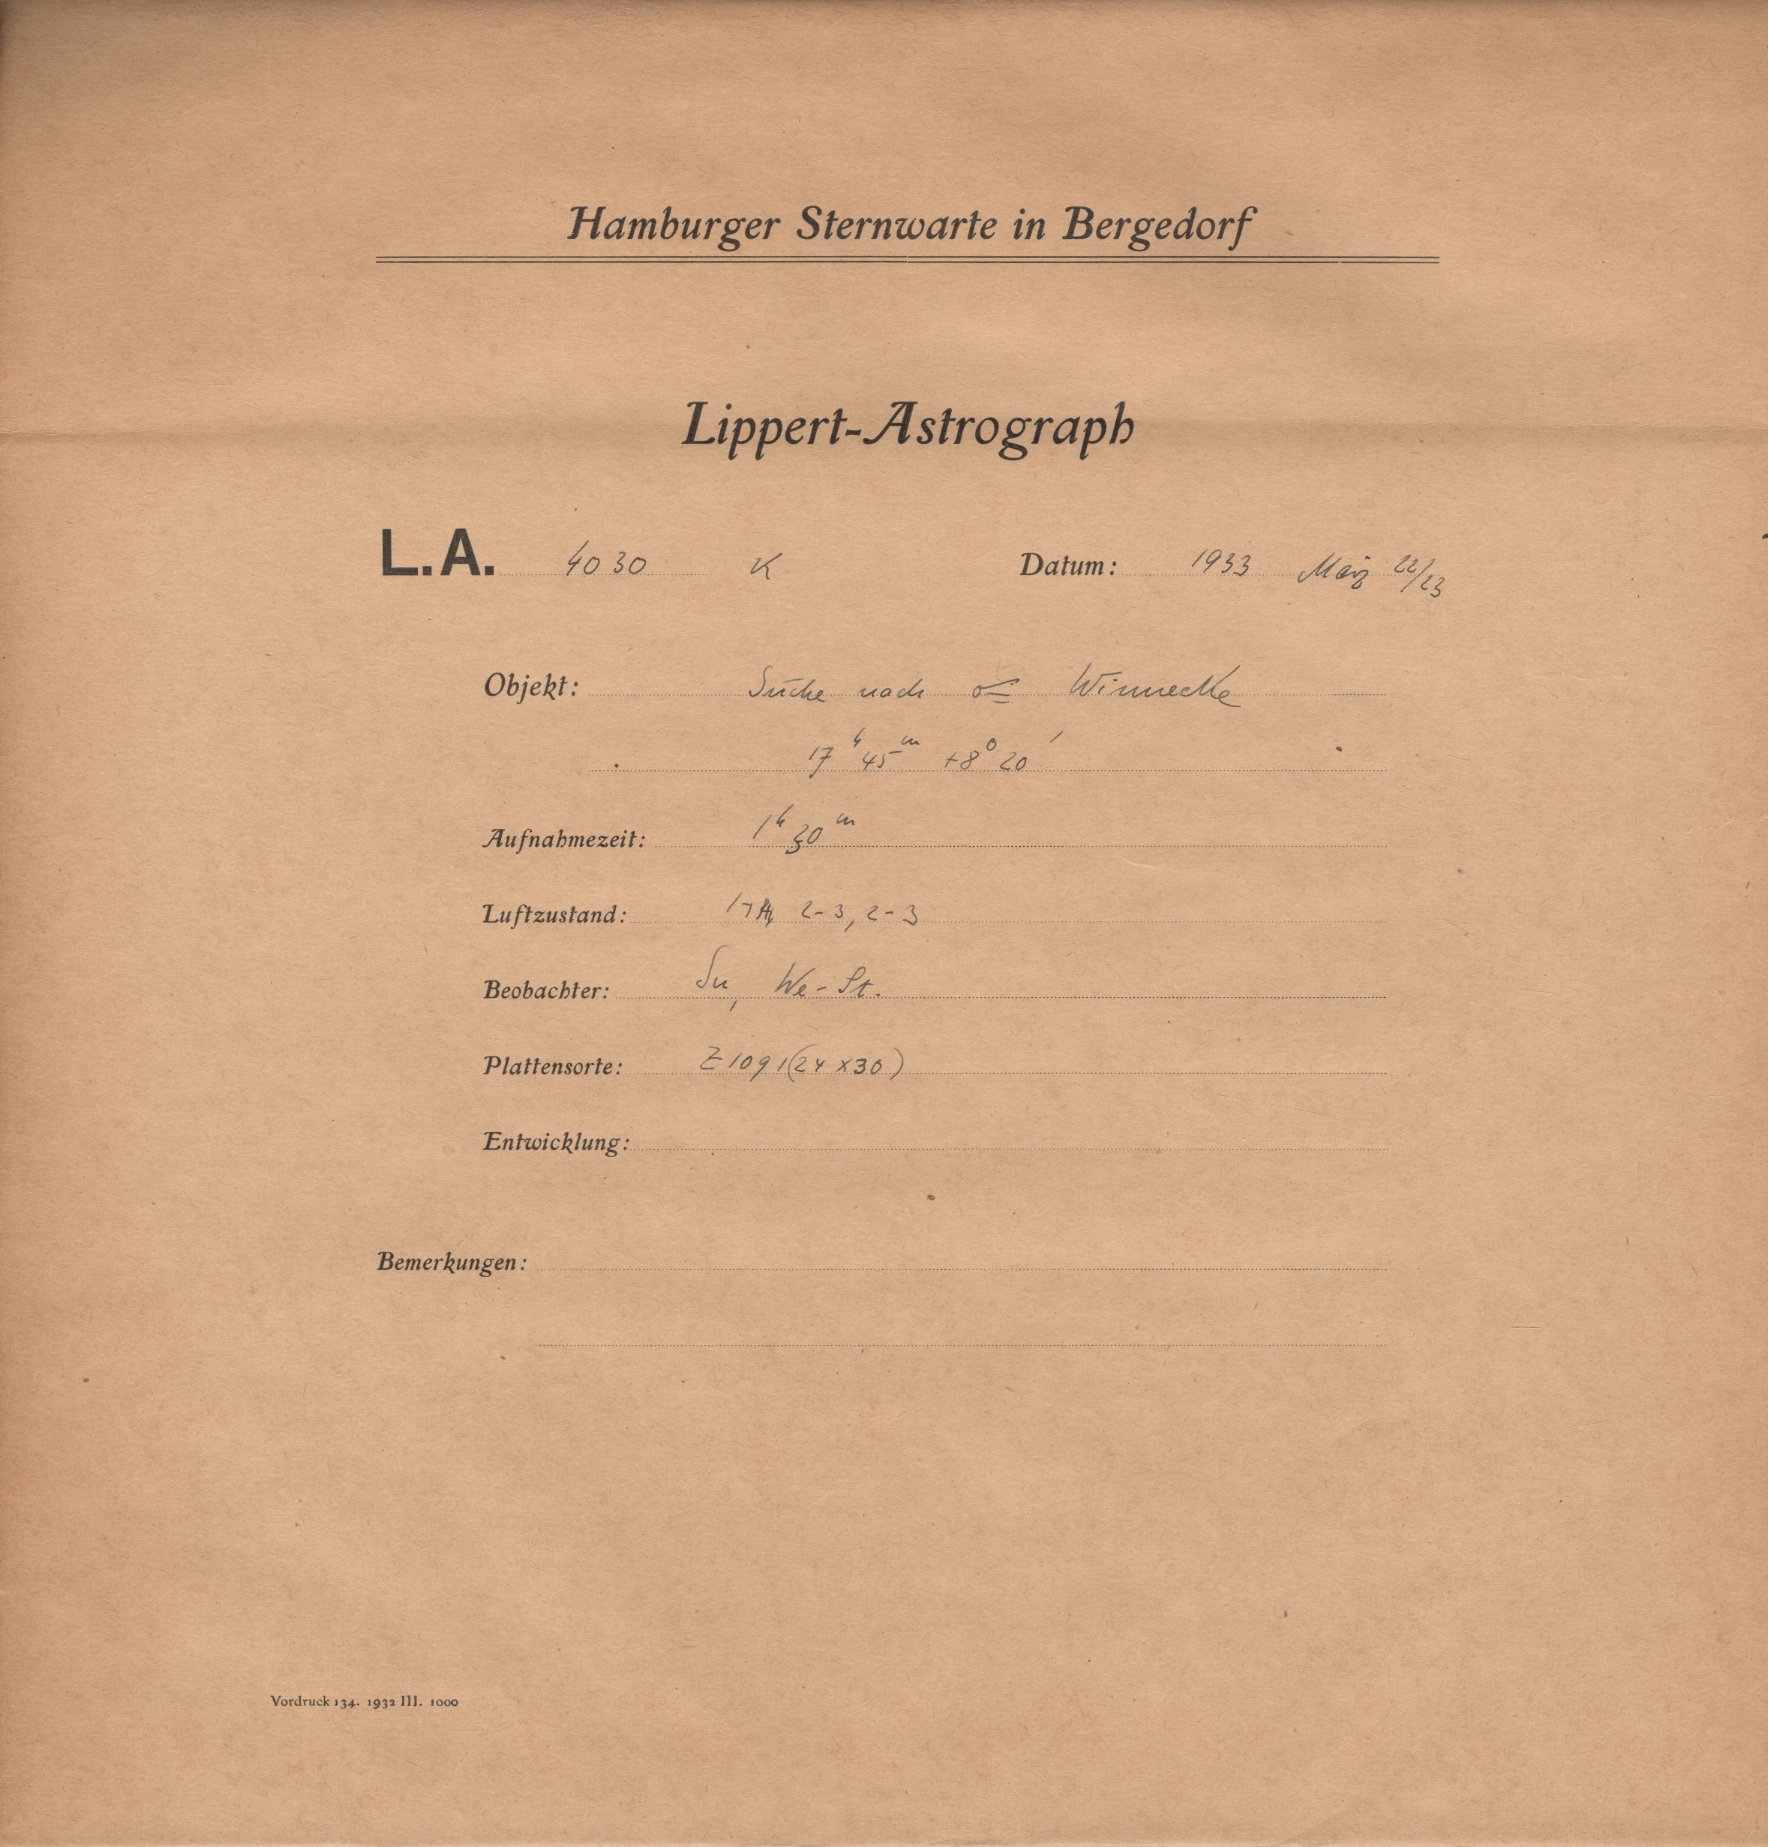 Hamburger Sternwarte in Bergedorf
Lippert-Astrograph
L.A. 4030 K Datum: 1933 März 22/23
Objekt: Suche nach ☄ Winnecke
17h 45m +8° 20'
Aufnahmezeit: 1h 30m
Luftzustand: 2-3, 2-3
Beobachter: Su, We-St.
Plattensorte: Z 1091 (24x30)
Entwicklung:
Bemerkungen:
Vordruck 134. 1932 III. 1000